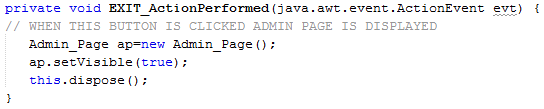 private void EXIT_ActionPerformed(java.awt.event.ActionEvent evt) {
// WHEN THIS BUTTON IS CLICKED ADMIN PAGE IS DISPLAYED
Admin_Page ap=new Admin_Page();
ap.setVisible(true);
this.dispose();
}